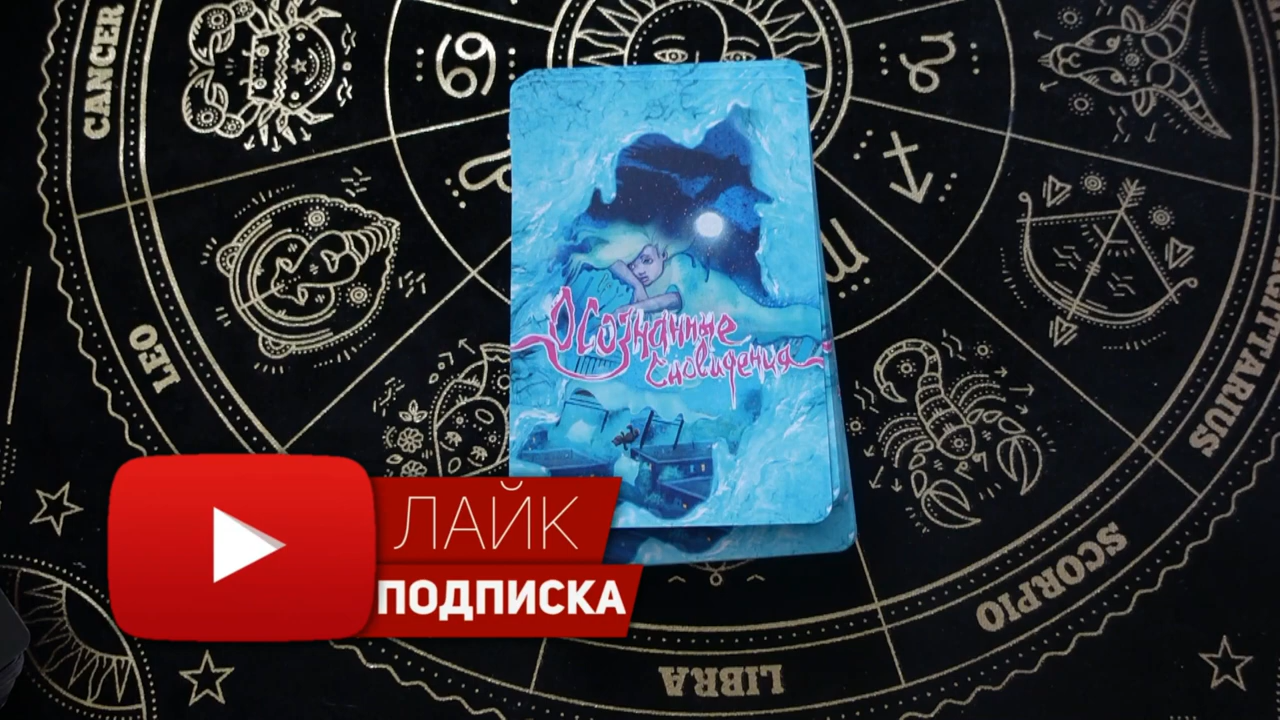 CANCER
LEO
Осознанные
сновидения
SAGITTARIUS
ЛАЙК
ПОДПИСКА
SCORPIO
LIBRA